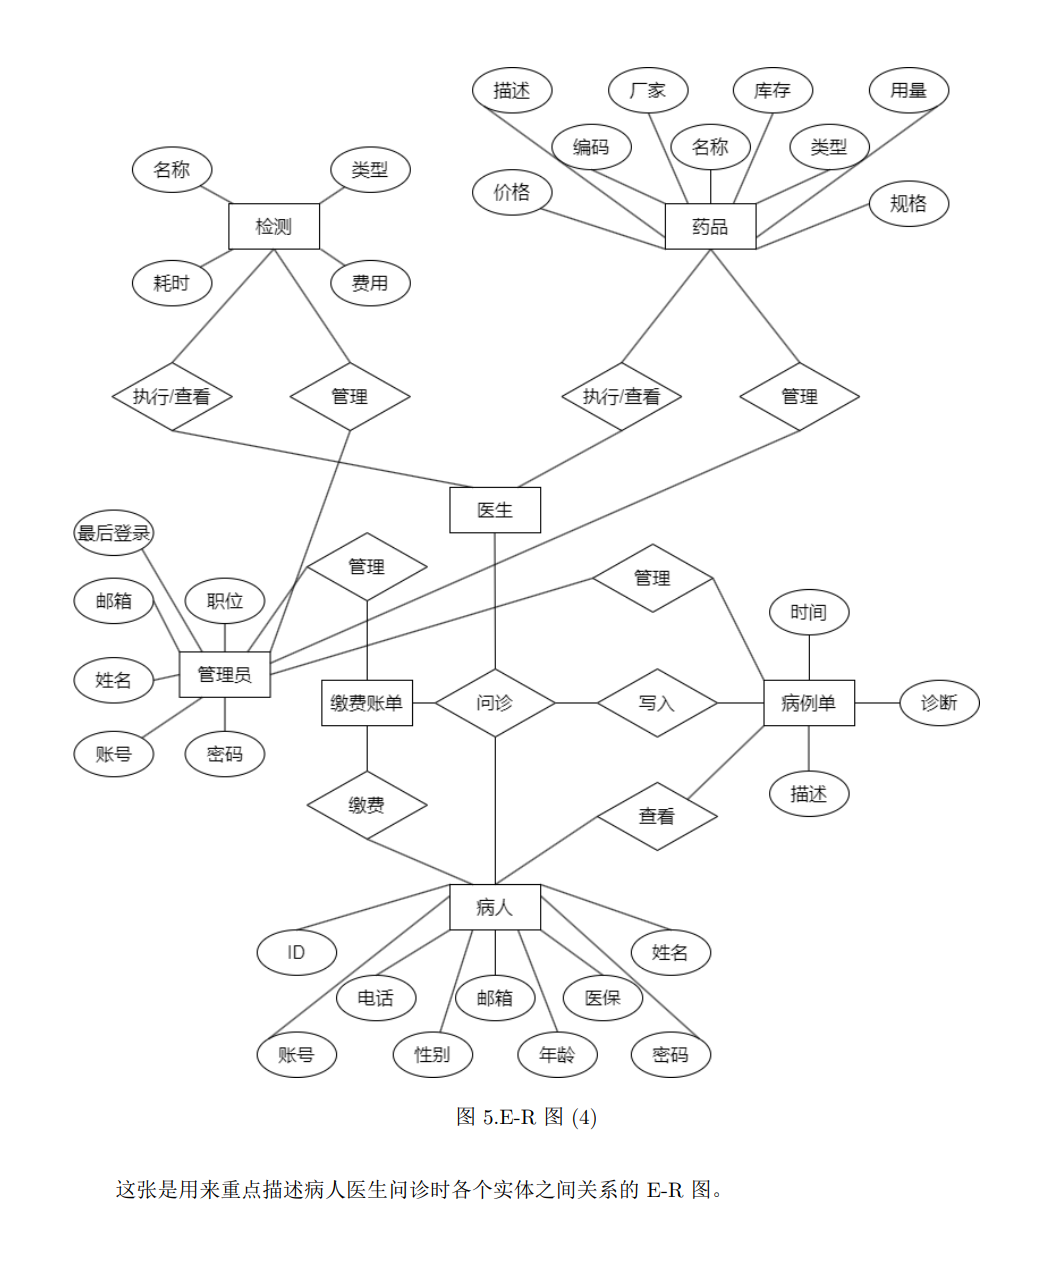 描述
厂家
库存
用量
编码
名称
类型
名称
类型
价格
规格
检测
药品
耗时
费用
执行/查看
管理
执行/查看
管理
医生
最后登录
管理
管理
邮箱
职位
时间
管理员
姓名
缴费账单
问诊
写入
病例单
诊断
账号
密码
描述
缴费
查看
病人
ID
姓名
电话
邮箱
医保
账号
性别
年龄
密码
图 5.E-R 图 (4)
这张是用来重点描述病人医生问诊时各个实体之间关系的 E-R 图。